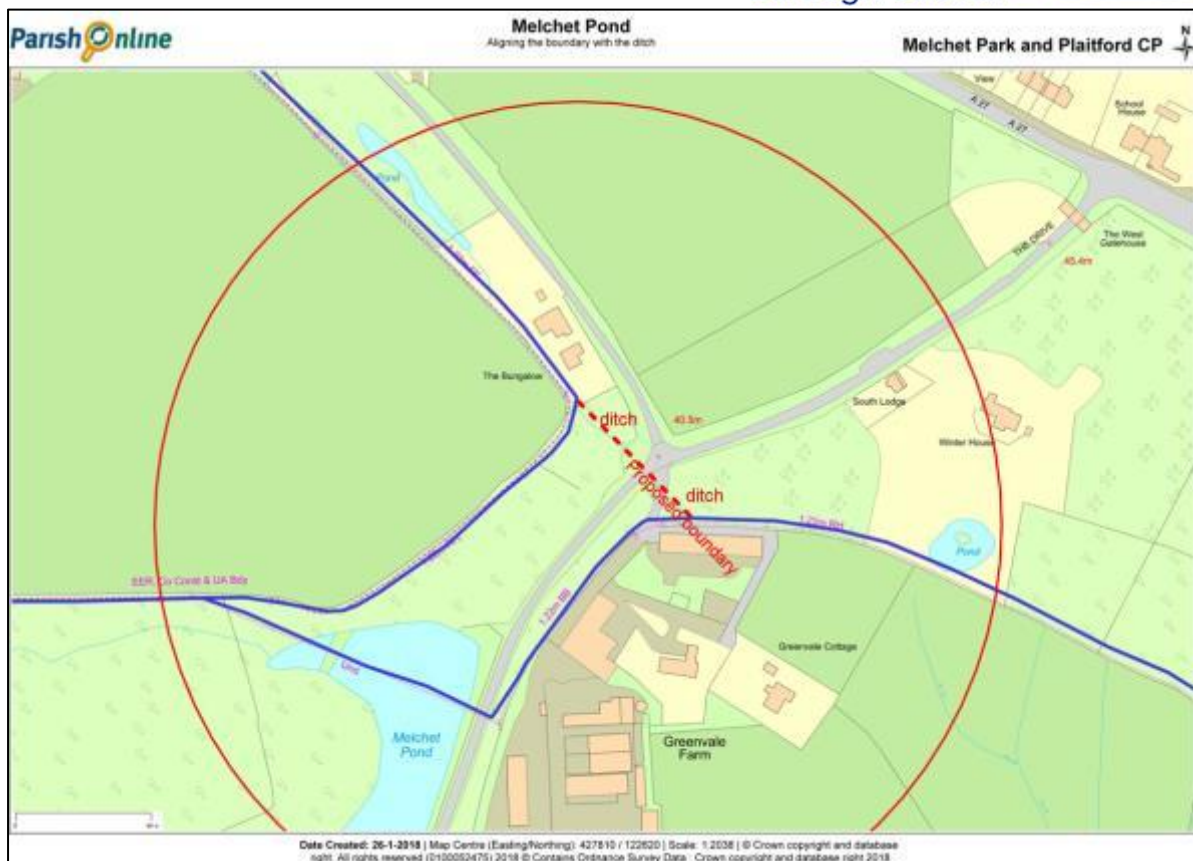 Parish Online
Melchet Pond
Aligning the boundary with the ditch
Melchet Park and Plaitford CP
N
View
A 27
A 27
School
House
Pond
THE DRIVE
The West
Gatehouse
45.4m
The Bungalow
ditch
40.5m
South Lodge
Winter House
ditch
Proposed boundary
1.22m RH
Pond
EER, Co Const & UA Bdy
1.22m RH
Und
Greenvale Cottage
Melchet
Pond
Greenvale
Farm
Date Created: 26-1-2018 | Map Centre (Easting/Northing): 427810 / 122620 | Scale: 1:2038 | © Crown copyright and database
right. All rights reserved (0100052475) 2018 © Contains Ordnance Survey Data : Crown copyright and database right 2018